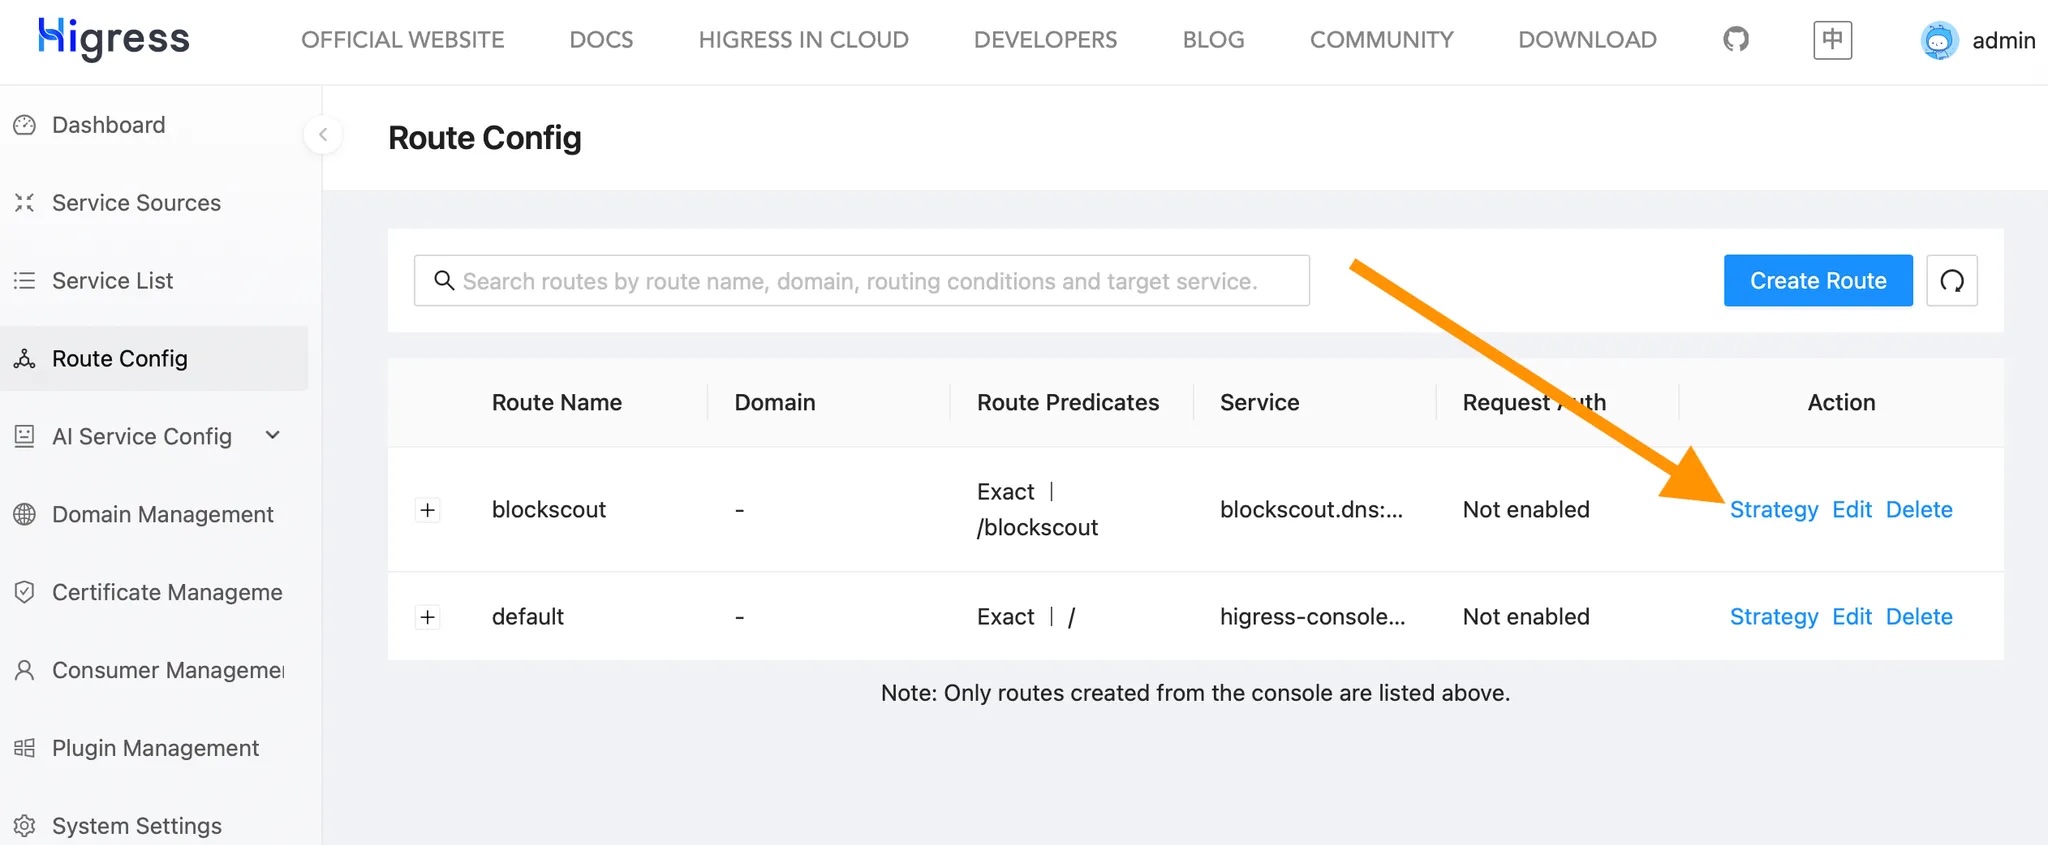 Higress
OFFICIAL WEBSITE DOCS HIGRESS IN CLOUD DEVELOPERS BLOG COMMUNITY DOWNLOAD 中 admin
Dashboard
Service Sources
Service List
Route Config
AI Service Config
Domain Management
Certificate Manageme
Consumer Manageme
Plugin Management
System Settings
Route Config
Search routes by route name, domain, routing conditions and target service.
Create Route
Route Name Domain Route Predicates Service Request Auth Action
blockscout - Exact | /blockscout blockscout.dns:... Not enabled Strategy Edit Delete
default - Exact | / higress-console... Not enabled Strategy Edit Delete
Note: Only routes created from the console are listed above.